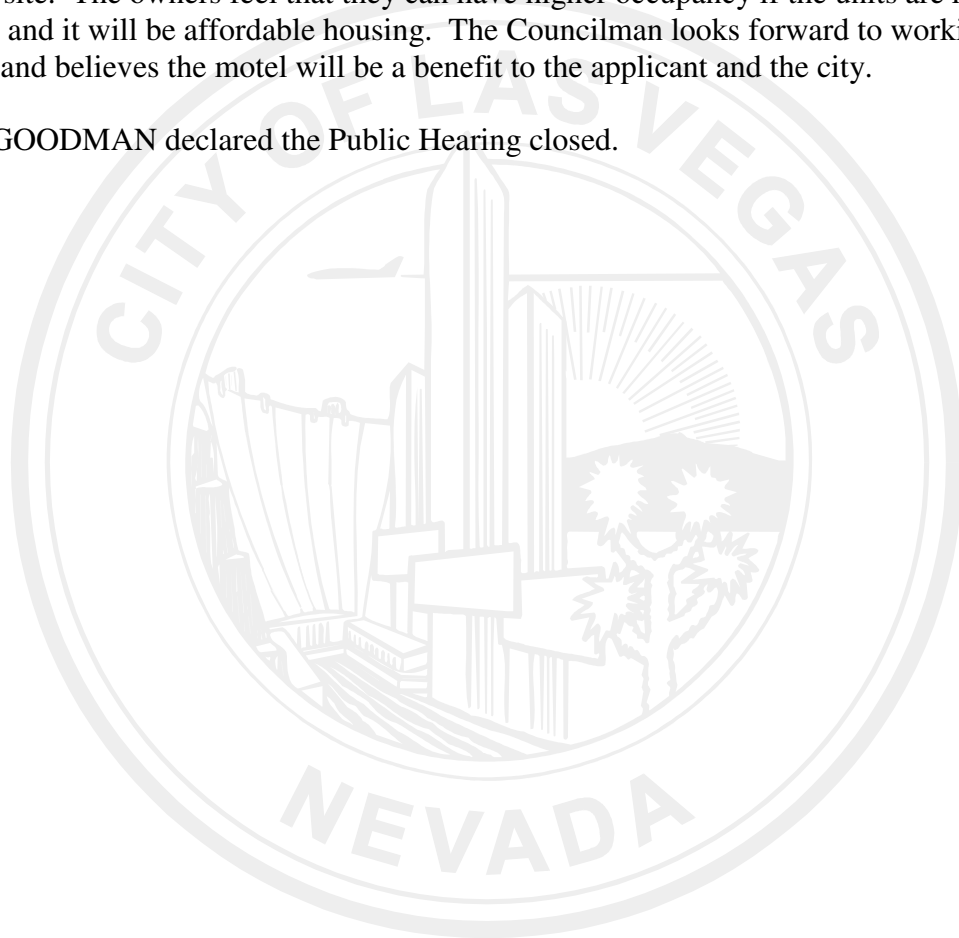 site. The owners feel that they can have higher occupancy if the units are
and it will be affordable housing. The Councilman looks forward to worki
and believes the motel will be a benefit to the applicant and the city.
GOODMAN declared the Public Hearing closed.
CITY OF LAS VEGAS
NEVADA